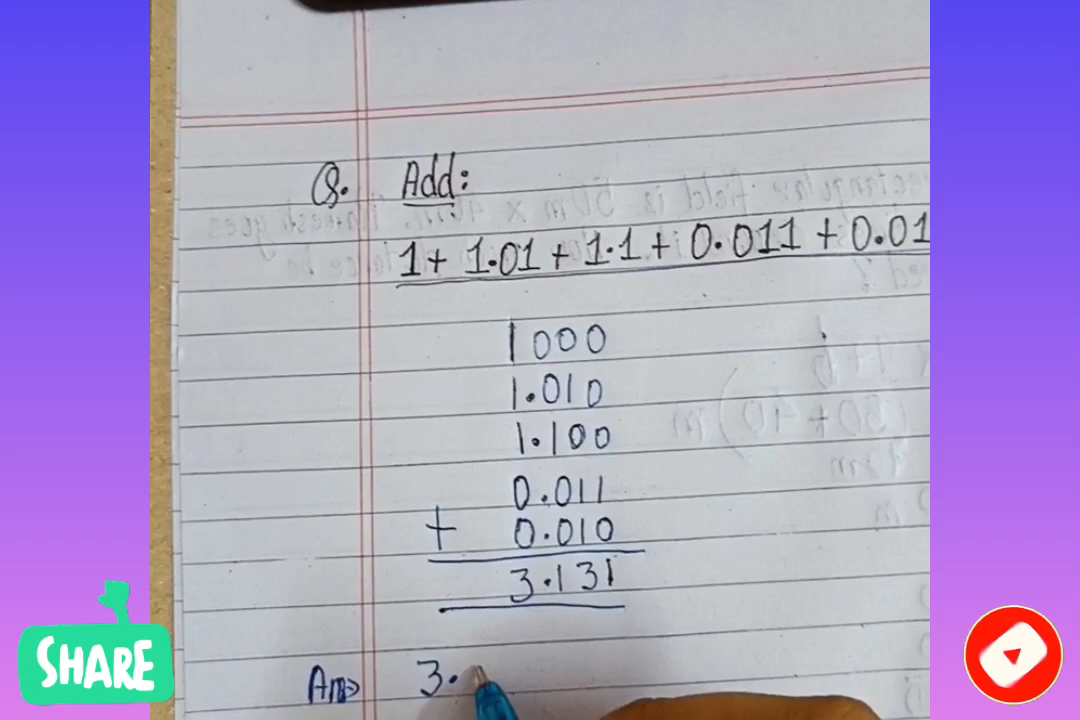 Q. Add:
1 + 1.01 + 1.1 + 0.011 + 0.01
1000
1.010
1.100
0.011
+ 0.010
3.131
Ans 3.
SHARE